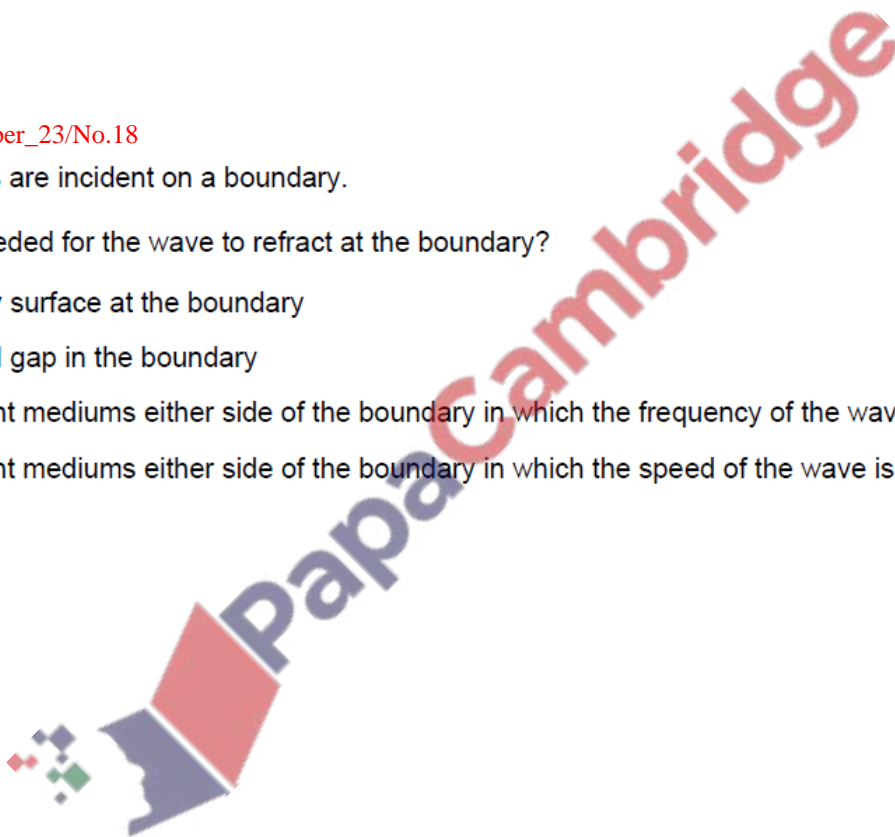 er_23/No.18
are incident on a boundary.
eded for the wave to refract at the boundary?
surface at the boundary
gap in the boundary
nt mediums either side of the boundary in which the frequency of the wav
nt mediums either side of the boundary in which the speed of the wave is
PapaCambridge